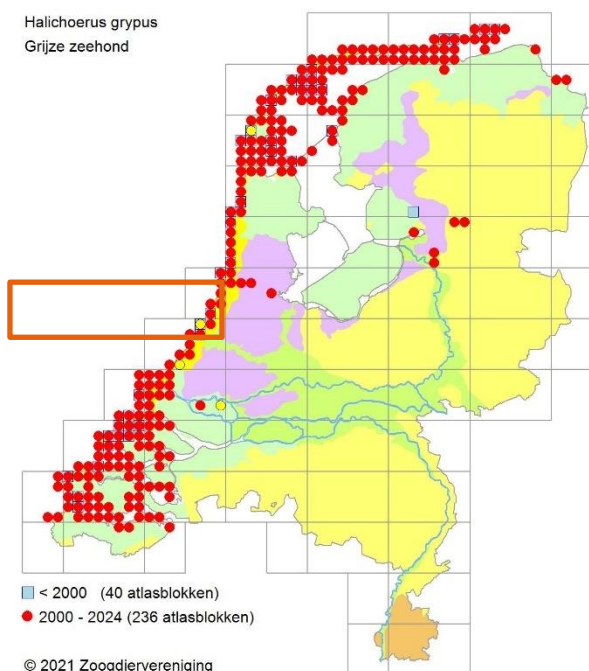 Halichoerus grypus
Grijze zeehond
< 2000 (40 atlasblokken)
2000 - 2024 (236 atlasblokken)
© 2021 Zoogdiervereniging